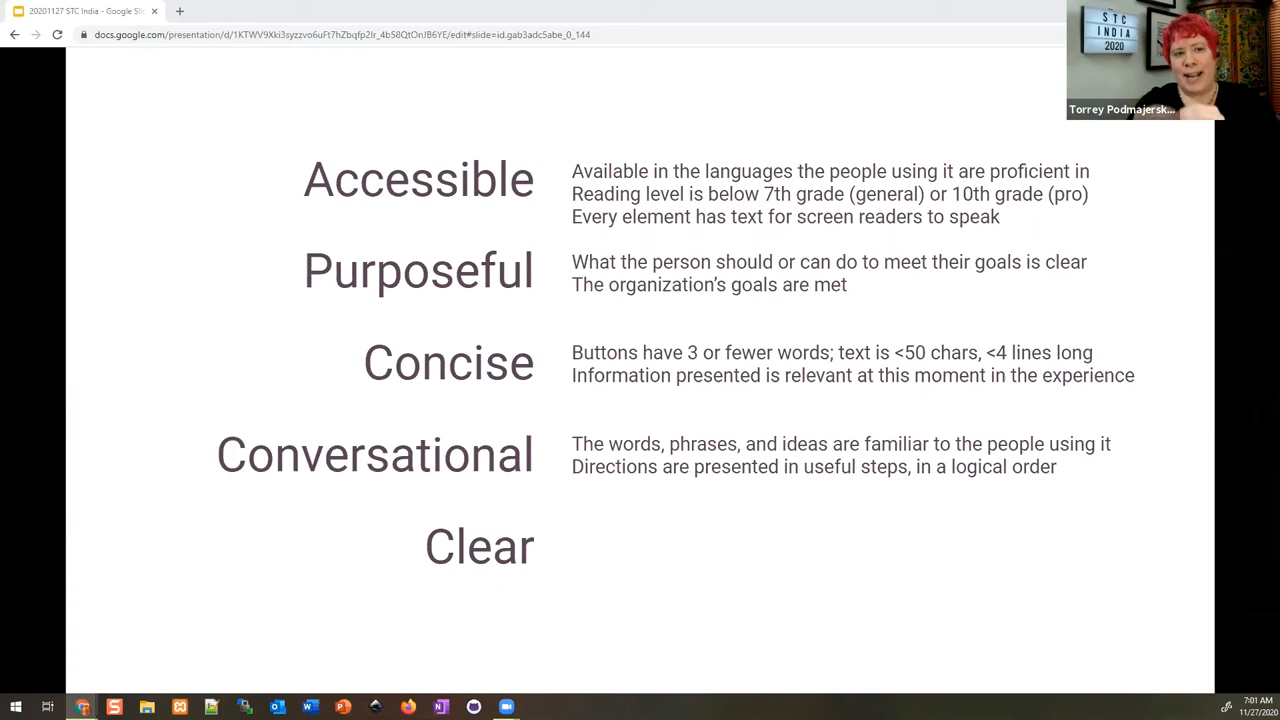 20201127 STC India - Google Sli
docs.google.com/presentation/d/1KTWV9Xki3syzzvo6uFt7hZbqfp2Ir_4b58QtOnJB6YE/edit#slide=id.gab3adc5abe_0_144
STC
INDIA
2020
Torrey Podmajersk...
Accessible
Available in the languages the people using it are proficient in
Reading level is below 7th grade (general) or 10th grade (pro)
Every element has text for screen readers to speak
Purposeful
What the person should or can do to meet their goals is clear
The organization’s goals are met
Concise
Buttons have 3 or fewer words; text is <50 chars, <4 lines long
Information presented is relevant at this moment in the experience
Conversational
The words, phrases, and ideas are familiar to the people using it
Directions are presented in useful steps, in a logical order
Clear
7:01 AM
11/27/2020